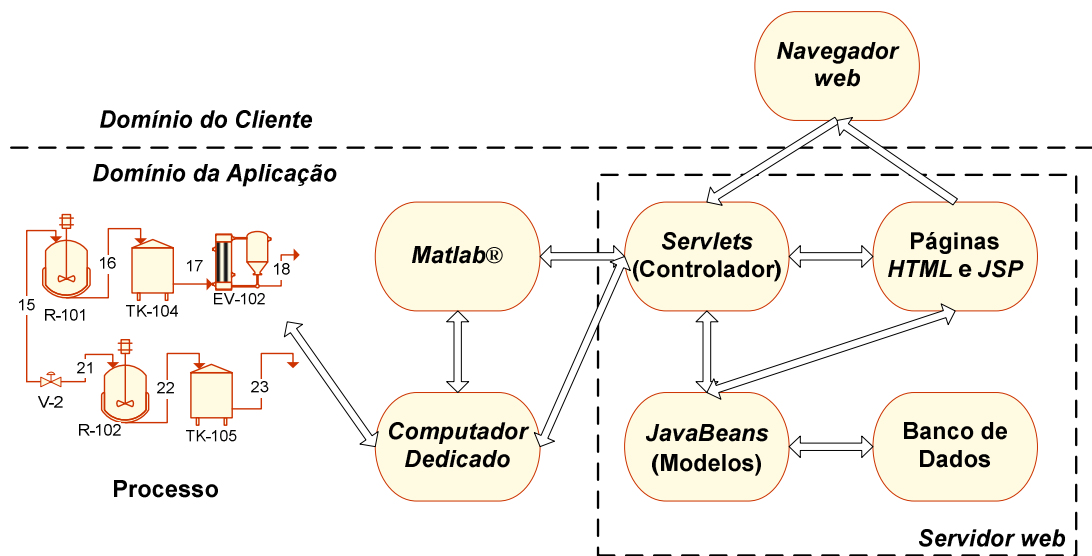 Navegador
web
Domínio do Cliente
Domínio da Aplicação
15
16
17
18
R-101
TK-104
EV-102
21
22
23
V-2
R-102
TK-105
Processo
Matlab®
Computador
Dedicado
Servlets
(Controlador)
Páginas
HTML e JSP
JavaBeans
(Modelos)
Banco de
Dados
Servidor web